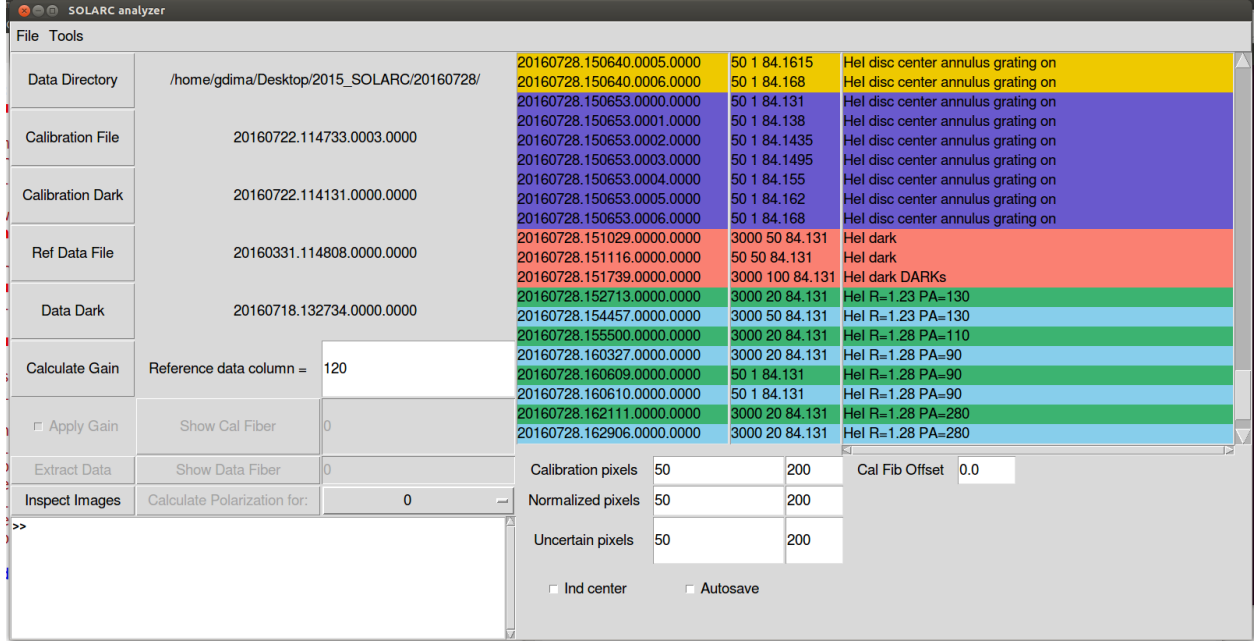 SOLARC analyzer
File Tools
Data Directory /home/gdima/Desktop/2015_SOLARC/20160728/
Calibration File 20160722.114733.0003.0000
Calibration Dark 20160722.114131.0000.0000
Ref Data File 20160331.114808.0000.0000
Data Dark 20160718.132734.0000.0000
Calculate Gain Reference data column = 120
Apply Gain Show Cal Fiber 0
Extract Data Show Data Fiber 0
Inspect Images Calculate Polarization for: 0
>>
20160728.150640.0005.0000 50 1 84.1615 HeI disc center annulus grating on
20160728.150640.0006.0000 50 1 84.168 HeI disc center annulus grating on
20160728.150653.0000.0000 50 1 84.131 HeI disc center annulus grating on
20160728.150653.0001.0000 50 1 84.138 HeI disc center annulus grating on
20160728.150653.0002.0000 50 1 84.1435 HeI disc center annulus grating on
20160728.150653.0003.0000 50 1 84.1495 HeI disc center annulus grating on
20160728.150653.0004.0000 50 1 84.155 HeI disc center annulus grating on
20160728.150653.0005.0000 50 1 84.162 HeI disc center annulus grating on
20160728.150653.0006.0000 50 1 84.168 HeI disc center annulus grating on
20160728.151029.0000.0000 3000 50 84.131 HeI dark
20160728.151116.0000.0000 50 50 84.131 HeI dark
20160728.151739.0000.0000 3000 100 84.131 HeI dark DARKs
20160728.152713.0000.0000 3000 20 84.131 HeI R=1.23 PA=130
20160728.154457.0000.0000 3000 50 84.131 HeI R=1.23 PA=130
20160728.155500.0000.0000 3000 20 84.131 HeI R=1.28 PA=110
20160728.160327.0000.0000 3000 20 84.131 HeI R=1.28 PA=90
20160728.160609.0000.0000 50 1 84.131 HeI R=1.28 PA=90
20160728.160610.0000.0000 50 1 84.131 HeI R=1.28 PA=90
20160728.162111.0000.0000 3000 20 84.131 HeI R=1.28 PA=280
20160728.162906.0000.0000 3000 20 84.131 HeI R=1.28 PA=280
Calibration pixels 50 200 Cal Fib Offset 0.0
Normalized pixels 50 200
Uncertain pixels 50 200
Ind center Autosave